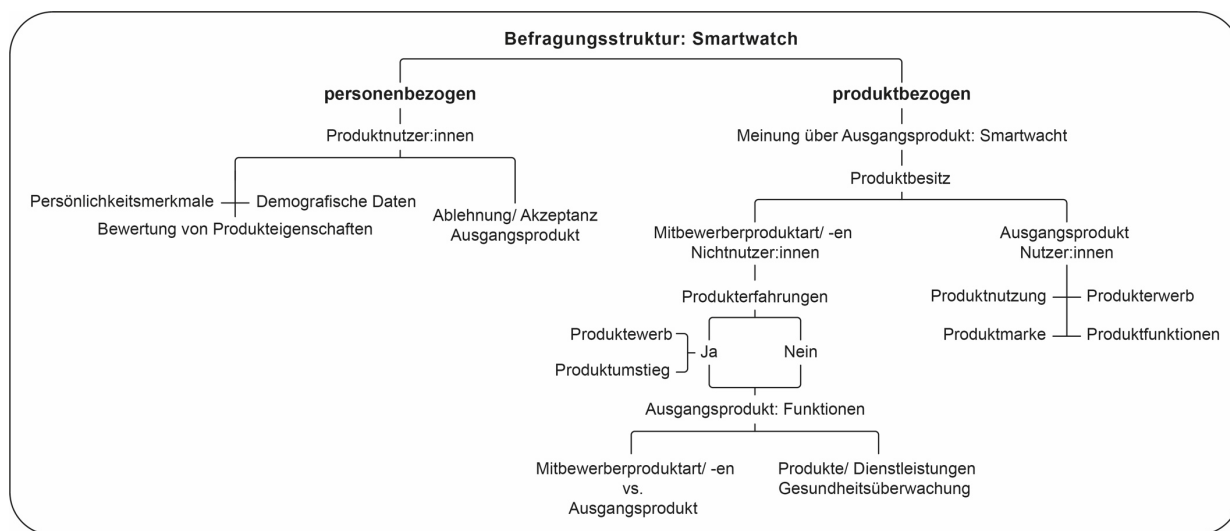 Befragungsstruktur: Smartwatch
personenbezogen
Produktnutzer:innen
Persönlichkeitsmerkmale
Demografische Daten
Bewertung von Produkteigenschaften
Ablehnung/ Akzeptanz
Ausgangsprodukt
produktbezogen
Meinung über Ausgangsprodukt: Smartwacht
Produktbesitz
Mitbewerberproduktart/ -en
Nichtnutzer:innen
Produkterfahrungen
Produktewerb
Produktumstieg
Ja
Nein
Ausgangsprodukt: Funktionen
Mitbewerberproduktart/ -en
vs.
Ausgangsprodukt
Produkte/ Dienstleistungen
Gesundheitsüberwachung
Ausgangsprodukt
Nutzer:innen
Produktnutzung
Produkterwerb
Produktmarke
Produktfunktionen